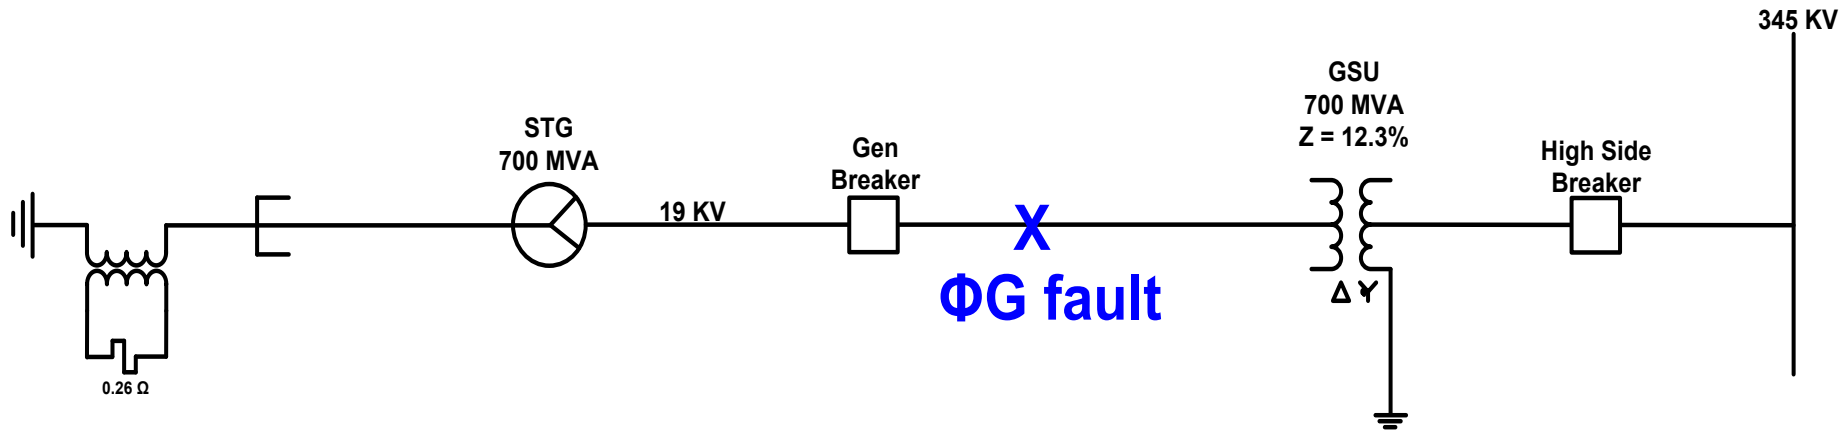 345 KV
GSU
700 MVA
Z = 12.3%
STG
700 MVA
Gen
Breaker
High Side
Breaker
19 KV
X
ΦG fault
Δ Y
0.26 Ω